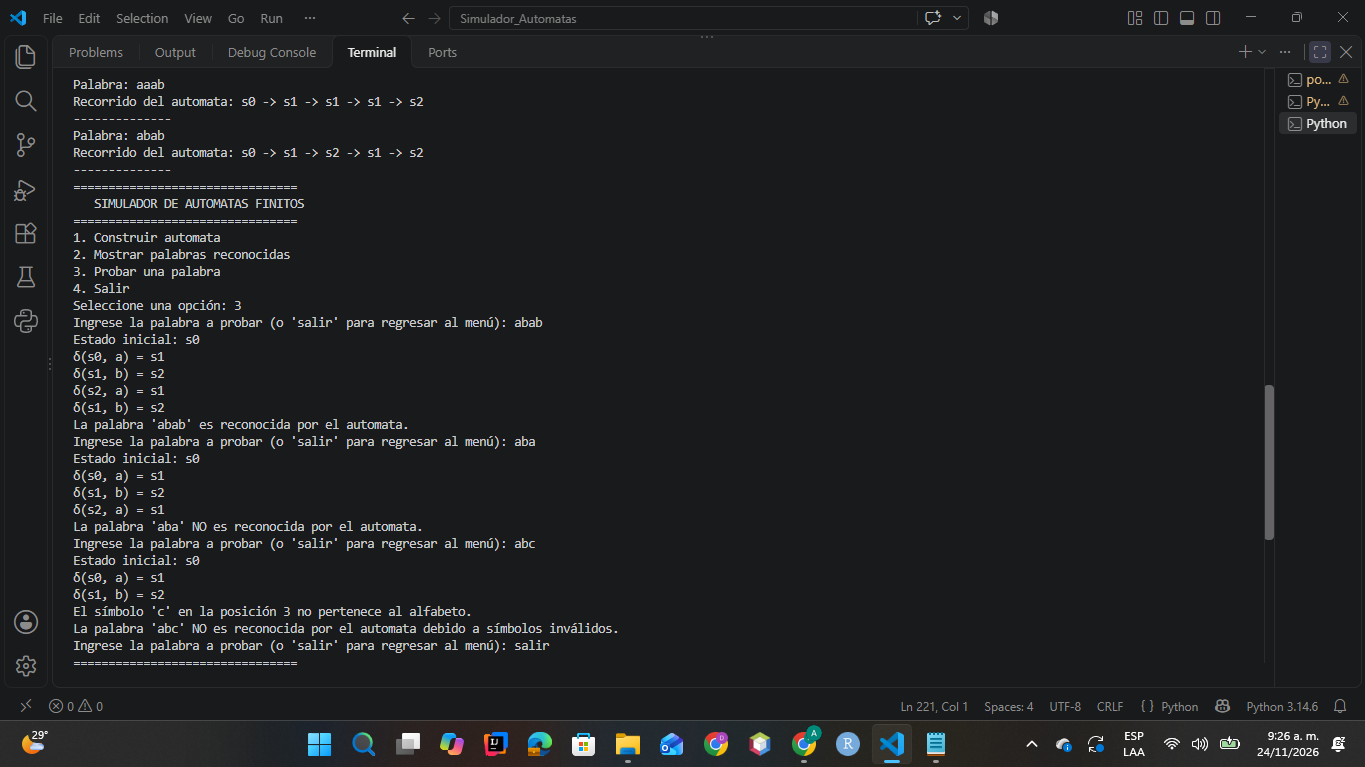 File Edit Selection View Go Run ···
Simulador_Automatas
Problems Output Debug Console Terminal Ports
Palabra: aaab
Recorrido del automata: s0 -> s1 -> s1 -> s1 -> s2
--------------
Palabra: abab
Recorrido del automata: s0 -> s1 -> s2 -> s1 -> s2
--------------
================================
SIMULADOR DE AUTOMATAS FINITOS
================================
1. Construir automata
2. Mostrar palabras reconocidas
3. Probar una palabra
4. Salir
Seleccione una opción: 3
Ingrese la palabra a probar (o 'salir' para regresar al menú): abab
Estado inicial: s0
δ(s0, a) = s1
δ(s1, b) = s2
δ(s2, a) = s1
δ(s1, b) = s2
La palabra 'abab' es reconocida por el automata.
Ingrese la palabra a probar (o 'salir' para regresar al menú): aba
Estado inicial: s0
δ(s0, a) = s1
δ(s1, b) = s2
δ(s2, a) = s1
La palabra 'aba' NO es reconocida por el automata.
Ingrese la palabra a probar (o 'salir' para regresar al menú): abc
Estado inicial: s0
δ(s0, a) = s1
δ(s1, b) = s2
El símbolo 'c' en la posición 3 no pertenece al alfabeto.
La palabra 'abc' NO es reconocida por el automata debido a símbolos inválidos.
Ingrese la palabra a probar (o 'salir' para regresar al menú): salir
================================
po...
Py...
Python
0 0
Ln 221, Col 1 Spaces: 4 UTF-8 CRLF { } Python Python 3.14.6
29°
ESP
LAA
9:26 a. m.
24/11/2026